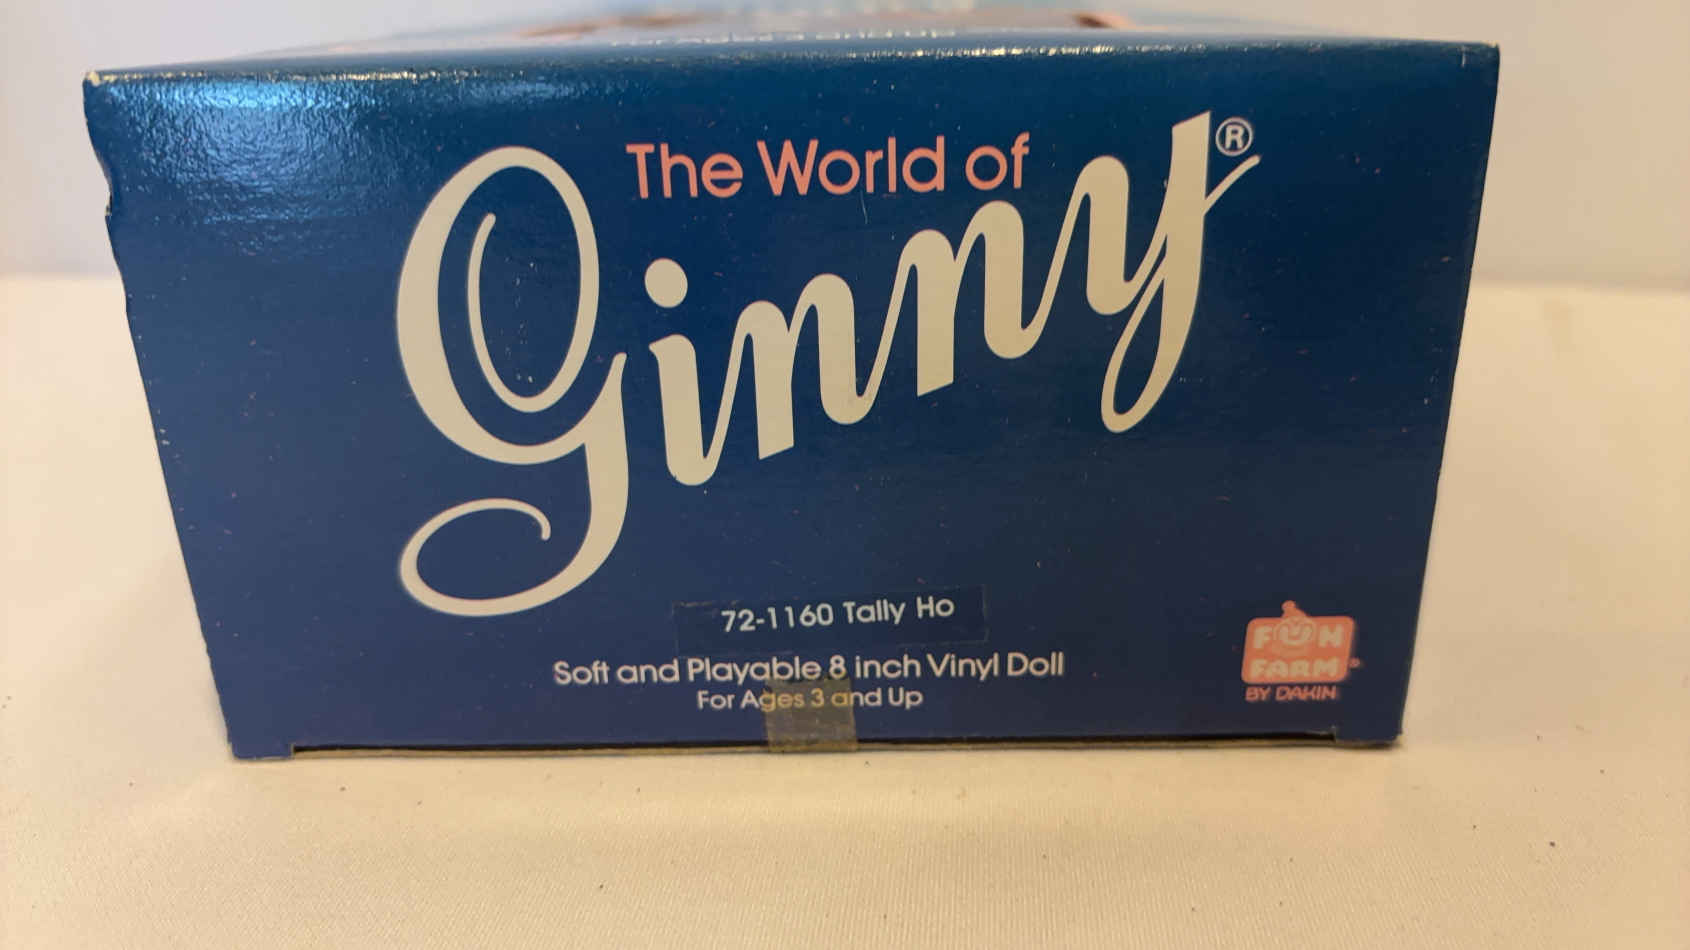 The World of
Ginny®
72-1160 Tally Ho
Soft and Playable 8 inch Vinyl Doll
For Ages 3 and Up
FUN
FARM
BY DAKIN